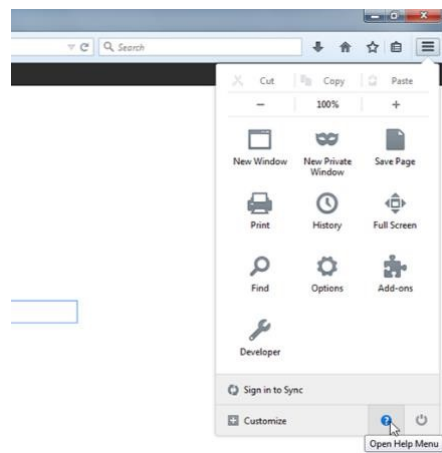 Search
Cut Copy Paste
− 100% +
New Window New Private Window Save Page
Print History Full Screen
Find Options Add-ons
Developer
Sign in to Sync
Customize
Open Help Menu